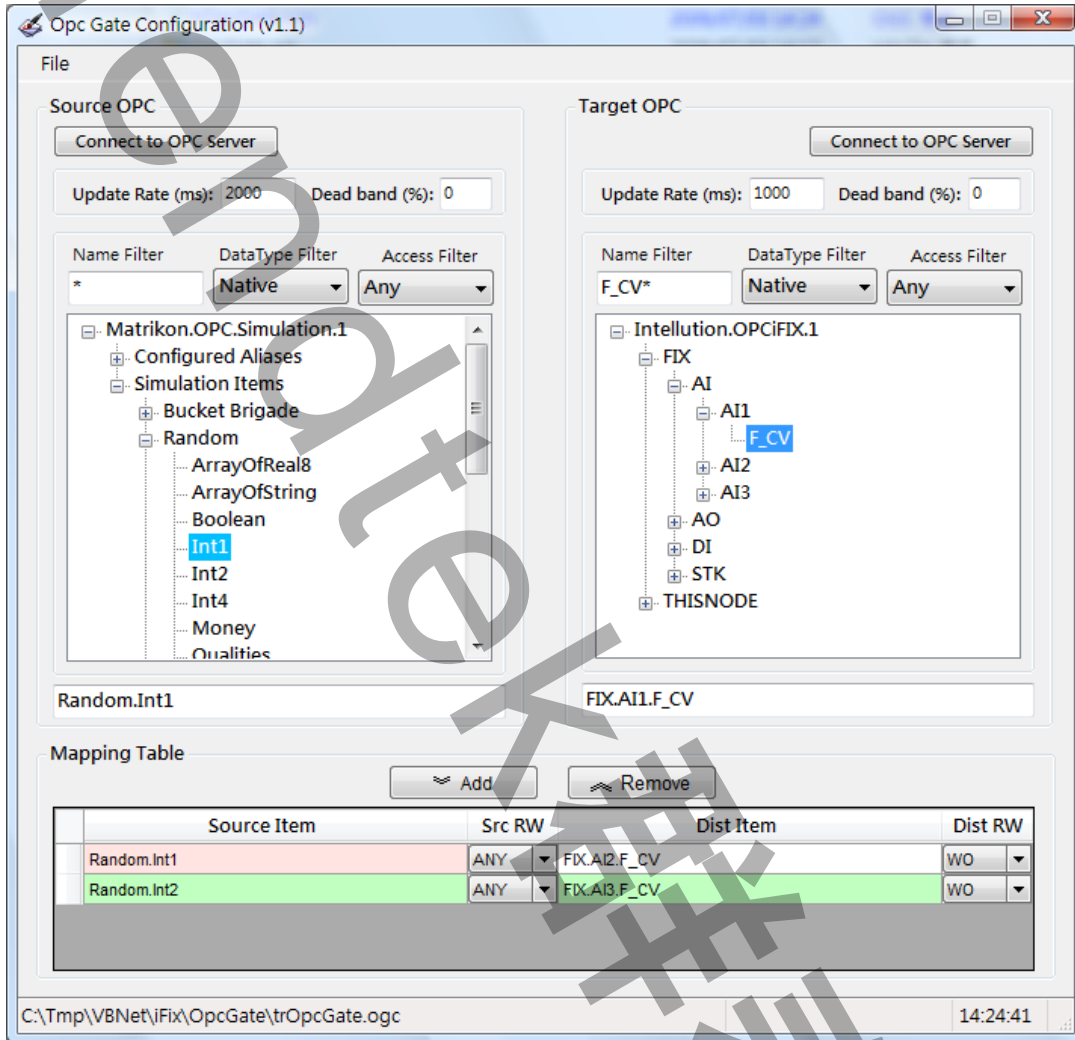 Opc Gate Configuration (v1.1)
File
Source OPC
Connect to OPC Server
Update Rate (ms): 2000 Dead band (%): 0
Name Filter DataType Filter Access Filter
* Native Any
Matrikon.OPC.Simulation.1
Configured Aliases
Simulation Items
Bucket Brigade
Random
ArrayOfReal8
ArrayOfString
Boolean
Int1
Int2
Int4
Money
Qualities
Random.Int1
Target OPC
Connect to OPC Server
Update Rate (ms): 1000 Dead band (%): 0
Name Filter DataType Filter Access Filter
F_CV* Native Any
Intellution.OPCiFIX.1
FIX
AI
AI1
F_CV
AI2
AI3
AO
DI
STK
THISNODE
FIX.AI1.F_CV
Mapping Table
Add Remove
Source Item Src RW Dist Item Dist RW
Random.Int1 ANY FIX.AI2.F_CV WO
Random.Int2 ANY FIX.AI3.F_CV WO
C:\Tmp\VBNet\iFix\OpcGate\trOpcGate.ogc 14:24:41
endtek